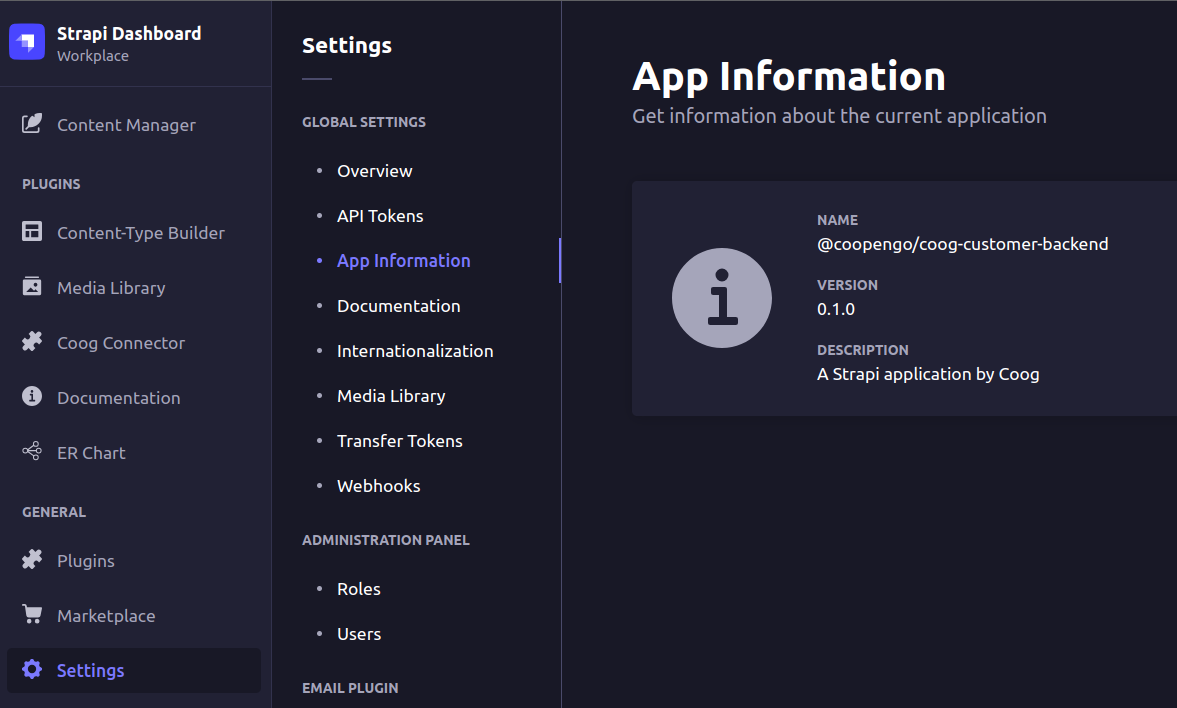 Strapi Dashboard
Workplace
Content Manager
PLUGINS
Content-Type Builder
Media Library
Coog Connector
Documentation
ER Chart
GENERAL
Plugins
Marketplace
Settings
Settings
GLOBAL SETTINGS
Overview
API Tokens
App Information
Documentation
Internationalization
Media Library
Transfer Tokens
Webhooks
ADMINISTRATION PANEL
Roles
Users
EMAIL PLUGIN
App Information
Get information about the current application
NAME
@coopengo/coog-customer-backend
VERSION
0.1.0
DESCRIPTION
A Strapi application by Coog